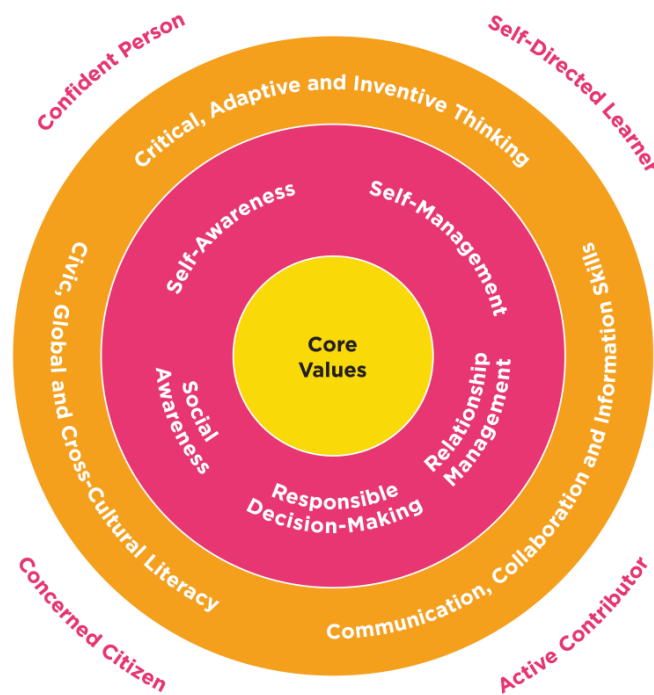 Confident Person
Self-Directed Learner
Critical, Adaptive and Inventive Thinking
Self-Awareness
Self-Management
Civic, Global and Cross-Cultural Literacy
Communication, Collaboration and Information Skills
Core
Values
Social
Awareness
Relationship
Management
Responsible
Decision-Making
Concerned Citizen
Active Contributor